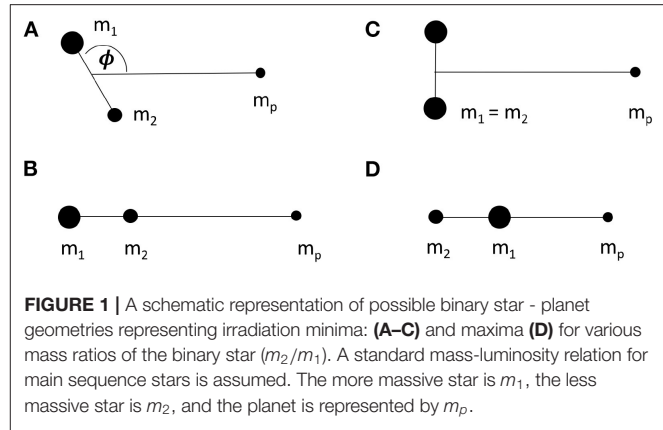 A
m₁
ϕ
m₂
mₚ
C
m₁ = m₂
mₚ
B
m₁
m₂
mₚ
D
m₂
m₁
mₚ
FIGURE 1 | A schematic representation of possible binary star - planet
geometries representing irradiation minima: (A–C) and maxima (D) for various
mass ratios of the binary star (m₂/m₁). A standard mass-luminosity relation for
main sequence stars is assumed. The more massive star is m₁, the less
massive star is m₂, and the planet is represented by mₚ.